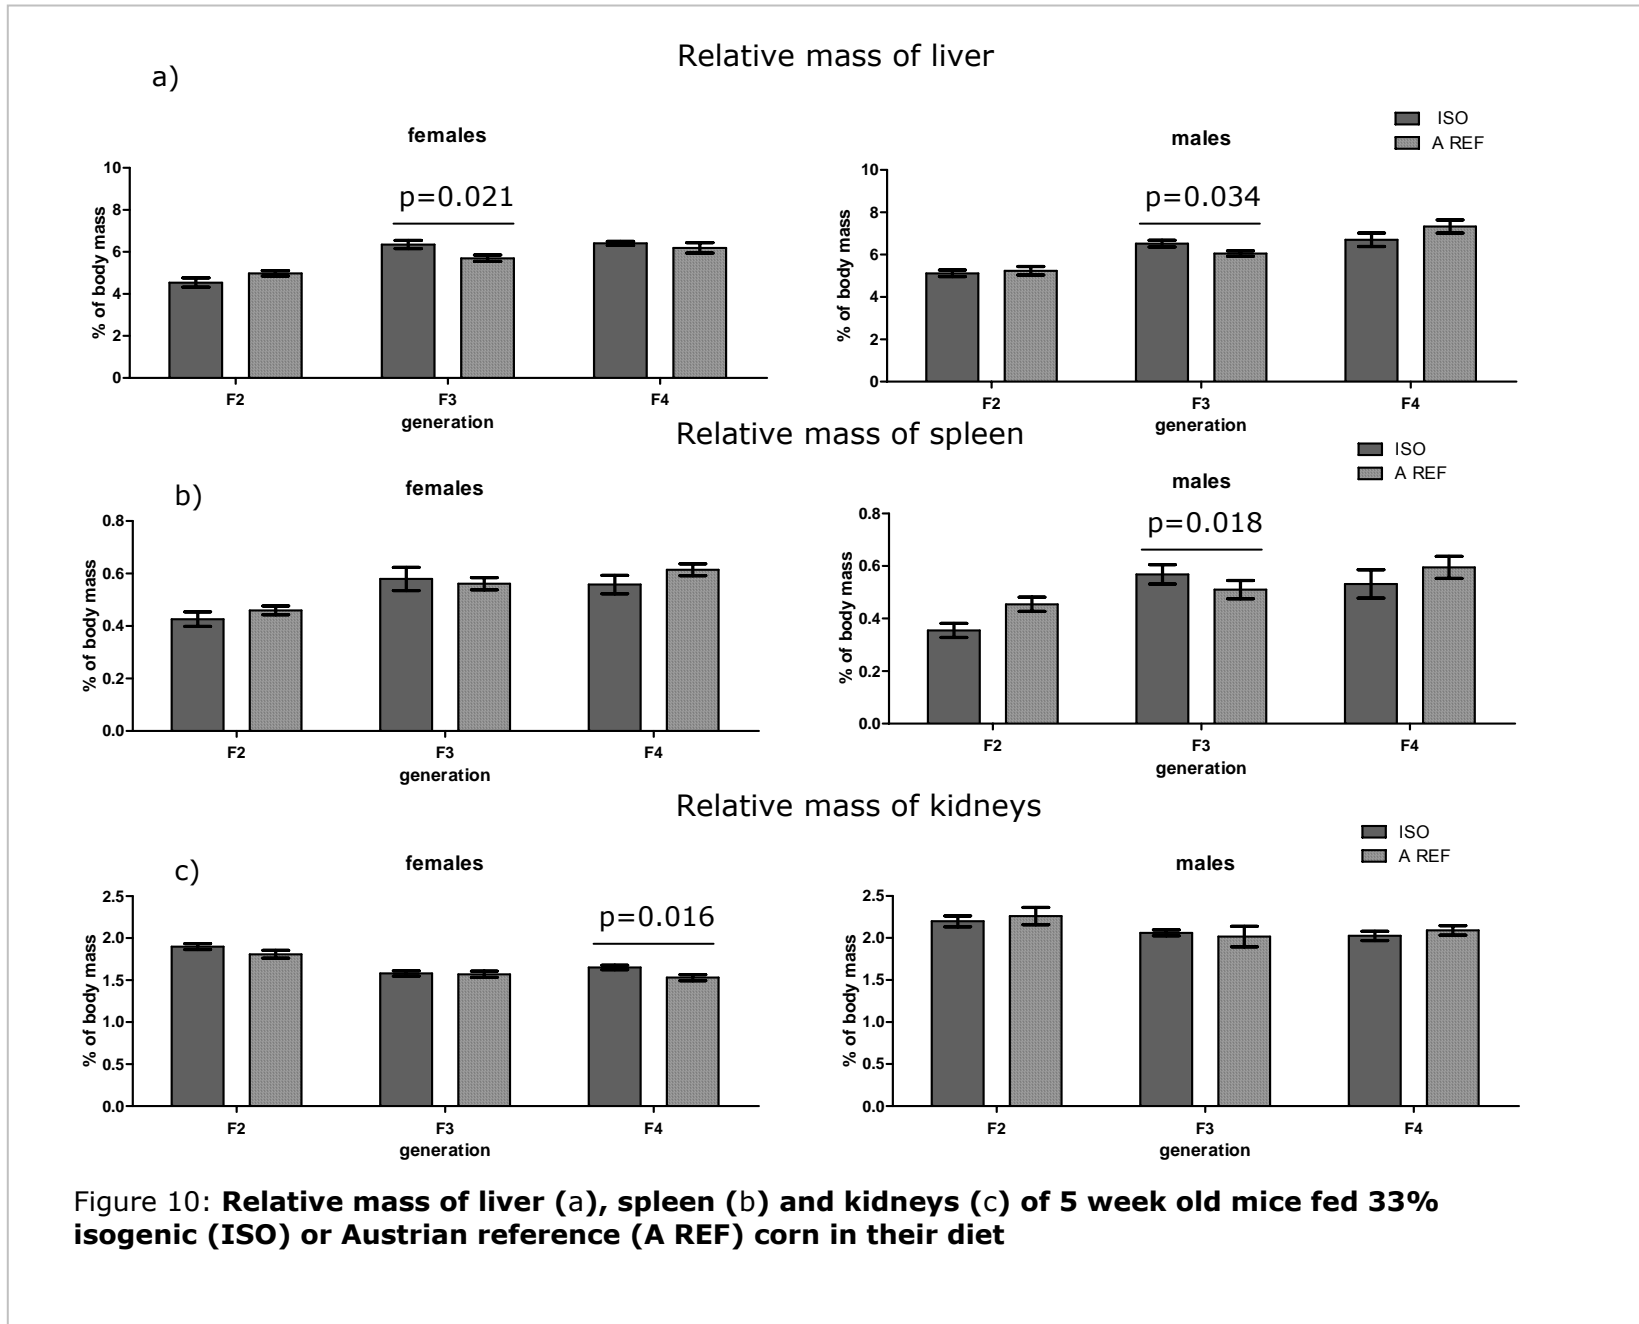 Relative mass of liver
a)
females
10
8
6
4
2
0
% of body mass
p=0.021
F2
F3
F4
generation
males
ISO
A REF
10
8
6
4
2
0
% of body mass
p=0.034
F2
F3
F4
generation
Relative mass of spleen
b)
females
0.8
0.6
0.4
0.2
0.0
% of body mass
F2
F3
F4
generation
males
ISO
A REF
0.8
0.6
0.4
0.2
0.0
% of body mass
p=0.018
F2
F3
F4
generation
Relative mass of kidneys
c)
females
2.5
2.0
1.5
1.0
0.5
0.0
% of body mass
p=0.016
F2
F3
F4
generation
males
ISO
A REF
2.5
2.0
1.5
1.0
0.5
0.0
% of body mass
F2
F3
F4
generation
Figure 10: Relative mass of liver (a), spleen (b) and kidneys (c) of 5 week old mice fed 33%
isogenic (ISO) or Austrian reference (A REF) corn in their diet